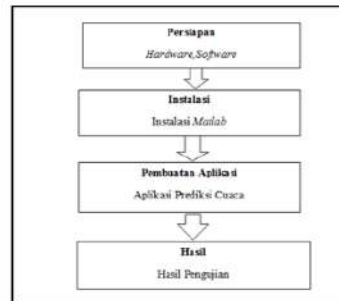 Persiapan
Hardware,Software
Instalasi
Instalasi Matlab
Pembuatan Aplikasi
Aplikasi Prediksi Cuaca
Hasil
Hasil Pengujian